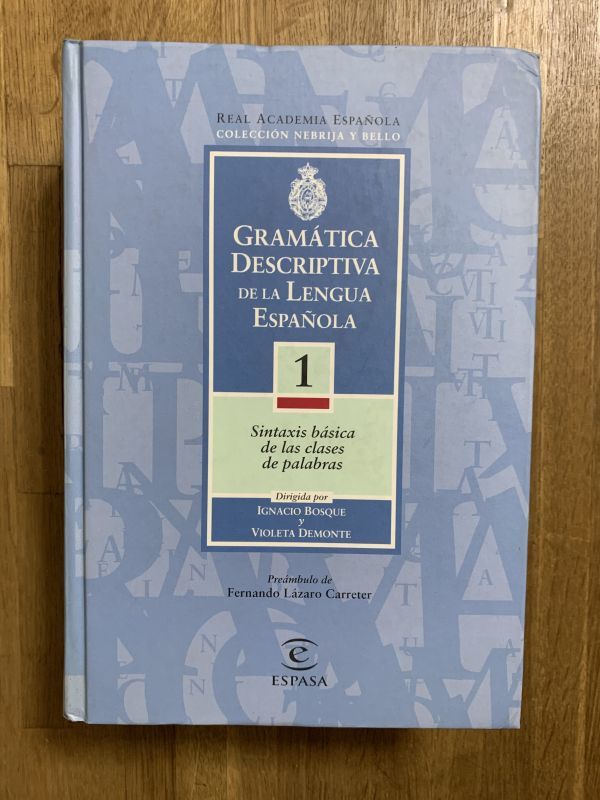 REAL ACADEMIA ESPAÑOLA
COLECCIÓN NEBRIJA Y BELLO
GRAMÁTICA
DESCRIPTIVA
DE LA LENGUA
ESPAÑOLA
1
Sintaxis básica
de las clases
de palabras
Dirigida por
IGNACIO BOSQUE
y
VIOLETA DEMONTE
Preámbulo de
Fernando Lázaro Carreter
e
ESPASA